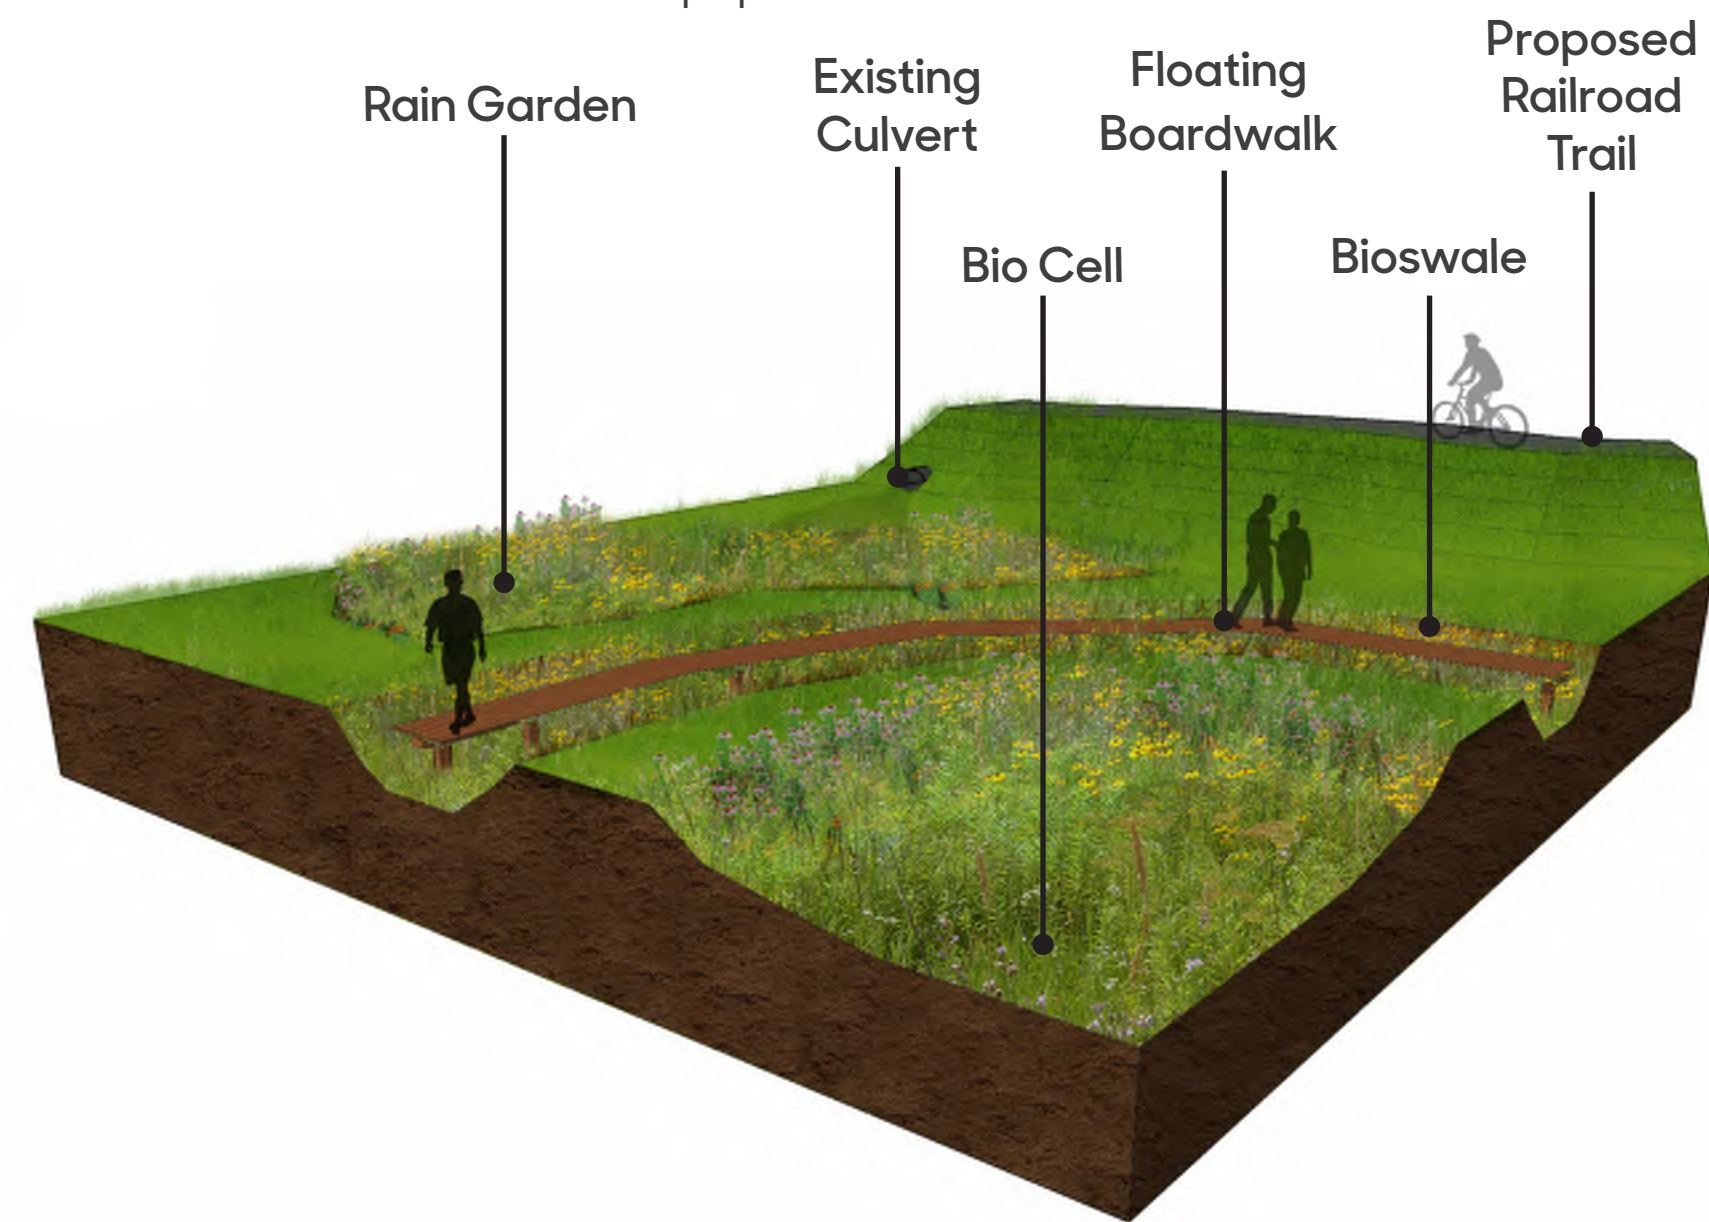 Rain Garden
Existing
Culvert
Floating
Boardwalk
Proposed
Railroad
Trail
Bio Cell
Bioswale